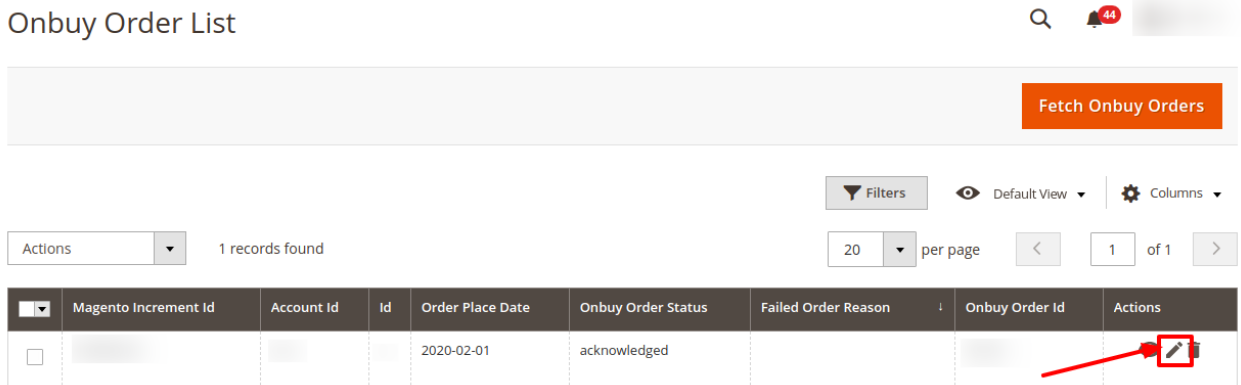 Onbuy Order List
44
Fetch Onbuy Orders
Filters
Default View
Columns
Actions
1 records found
20
per page
1
of 1
Magento Increment Id
Account Id
Id
Order Place Date
Onbuy Order Status
Failed Order Reason ↓
Onbuy Order Id
Actions
2020-02-01
acknowledged